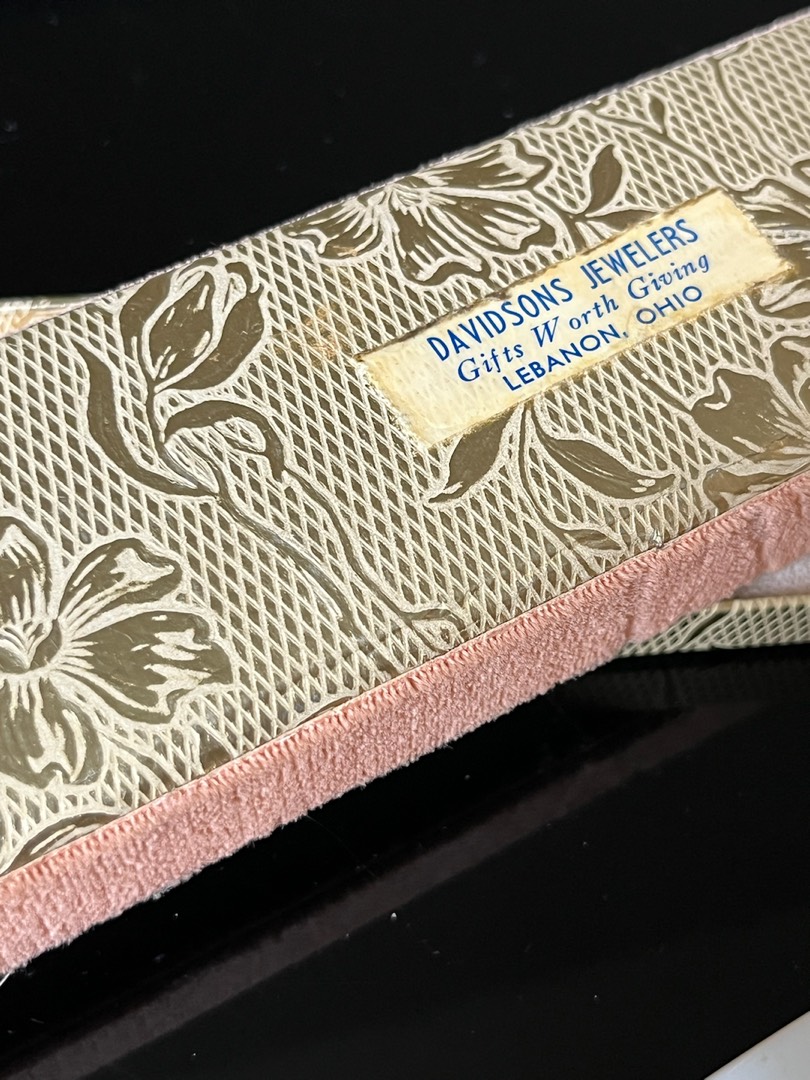 DAVIDSONS JEWELERS
Gifts Worth Giving
LEBANON, OHIO